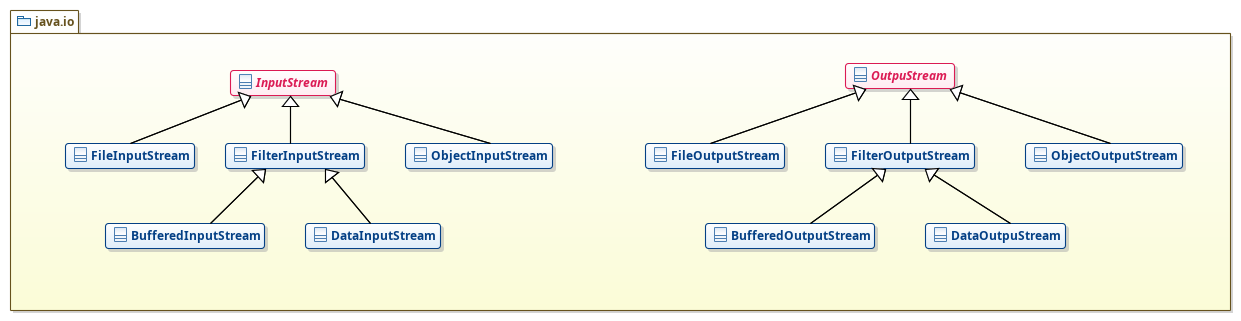 java.io
InputStream
OutpuStream
FileInputStream
FilterInputStream
ObjectInputStream
FileOutputStream
FilterOutputStream
ObjectOutputStream
BufferedInputStream
DataInputStream
BufferedOutputStream
DataOutpuStream